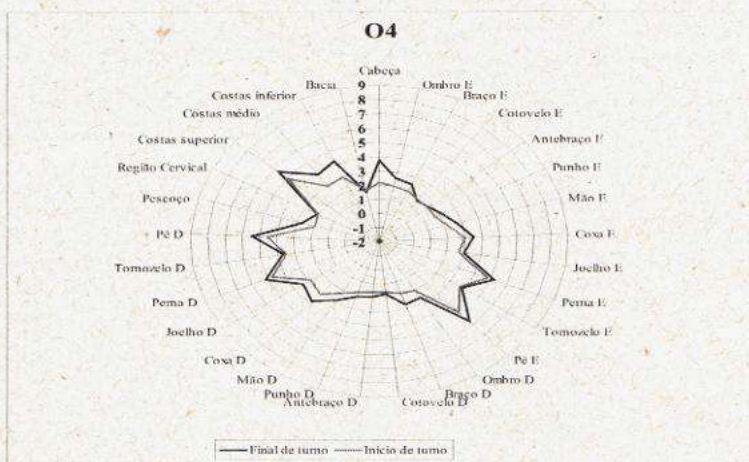 O4
Cabeça
Ombro E
Braço E
Cotovelo E
Antebraço E
Punho E
Mão E
Coxa E
Joelho E
Perna E
Tornozelo E
Pé E
Ombro D
Braço D
Cotovelo D
Antebraço D
Punho D
Mão D
Coxa D
Joelho D
Perna D
Tornozelo D
Pé D
Pescoço
Região Cervical
Costas superior
Costas médio
Costas inferior
Bacia
9
8
7
6
5
4
3
2
1
0
-1
-2
Final de turno
Início de turno